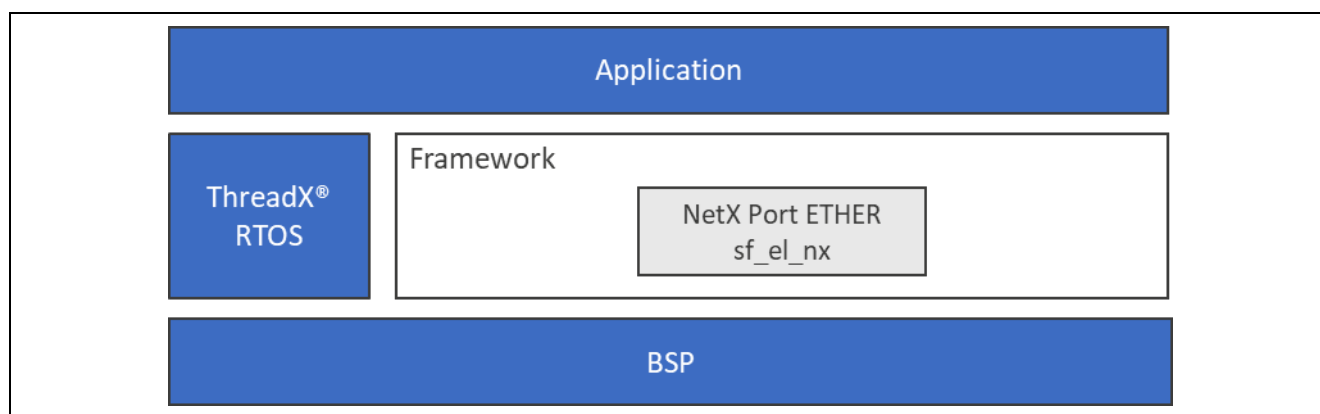 Application
Framework
ThreadX®
RTOS
NetX Port ETHER
sf_el_nx
BSP